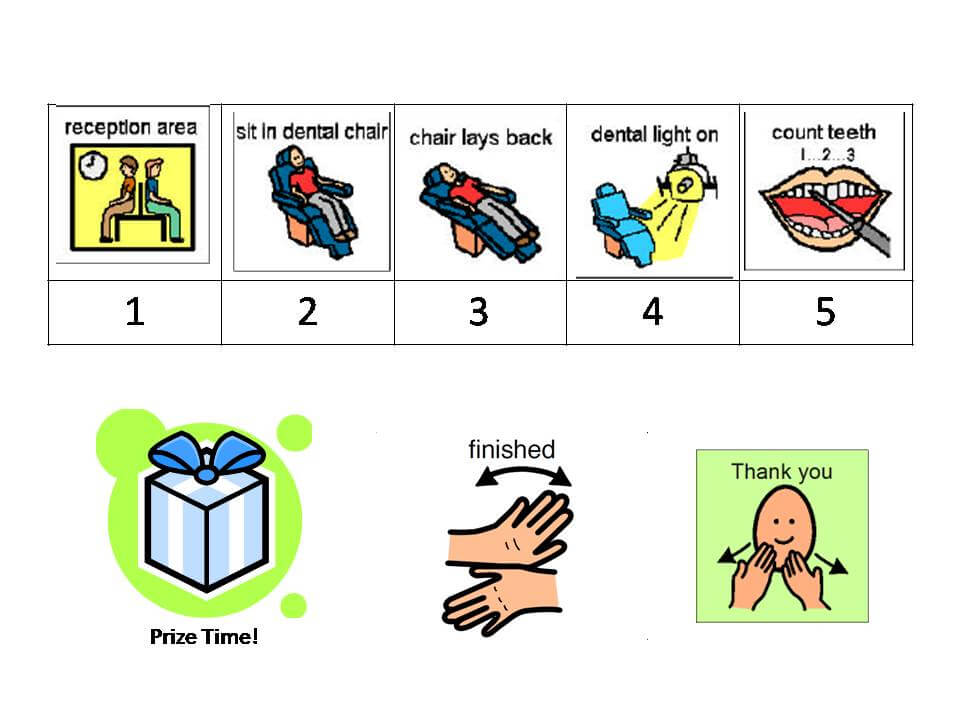 reception area
sit in dental chair
chair lays back
dental light on
count teeth
1...2...3
1
2
3
4
5
finished
Thank you
Prize Time!